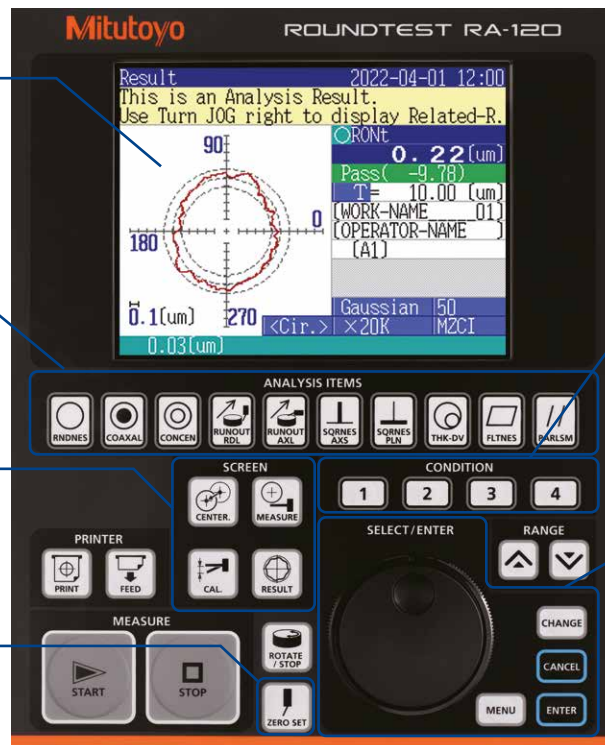 Mitutoyo ROUNDTEST RA-120
Result 2022-04-01 12:00
This is an Analysis Result.
Use Turn JOG right to display Related-R.
90
0
180
270
0.1(um)
<Cir.>
0.03(um)
RONt
0.22(um)
Pass( -9.78)
T= 10.00 (um)
(WORK-NAME 01)
(OPERATOR-NAME )
(A1)
Gaussian 50
×20K MZCI
ANALYSIS ITEMS
RNDNES
COAXAL
CONCEN
RUNOUT RDL
RUNOUT AXL
SQRNES AXS
SQRNES PLN
THK-DV
FLTNES
PARLSM
SCREEN
CENTER.
MEASURE
CAL.
RESULT
CONDITION
1 2 3 4
PRINTER
PRINT
FEED
SELECT/ENTER
RANGE
MEASURE
START
STOP
ROTATE
/ STOP
ZERO SET
CHANGE
CANCEL
MENU
ENTER